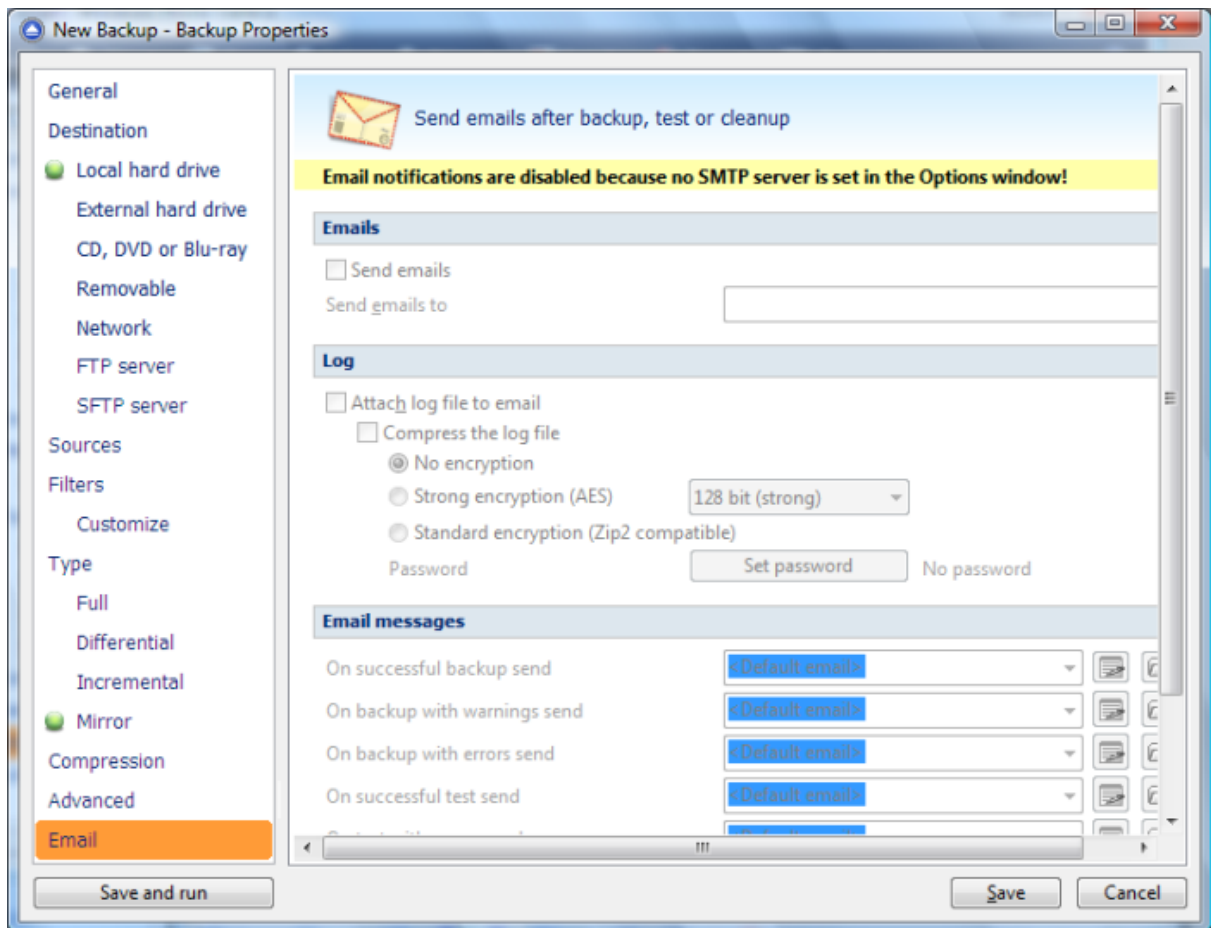 New Backup - Backup Properties
General
Destination
Local hard drive
External hard drive
CD, DVD or Blu-ray
Removable
Network
FTP server
SFTP server
Sources
Filters
Customize
Type
Full
Differential
Incremental
Mirror
Compression
Advanced
Email
Save and run
Send emails after backup, test or cleanup
Email notifications are disabled because no SMTP server is set in the Options window!
Emails
Send emails
Send emails to
Log
Attach log file to email
Compress the log file
No encryption
Strong encryption (AES) 128 bit (strong)
Standard encryption (Zip2 compatible)
Password Set password No password
Email messages
On successful backup send <Default email>
On backup with warnings send <Default email>
On backup with errors send <Default email>
On successful test send <Default email>
Save Cancel